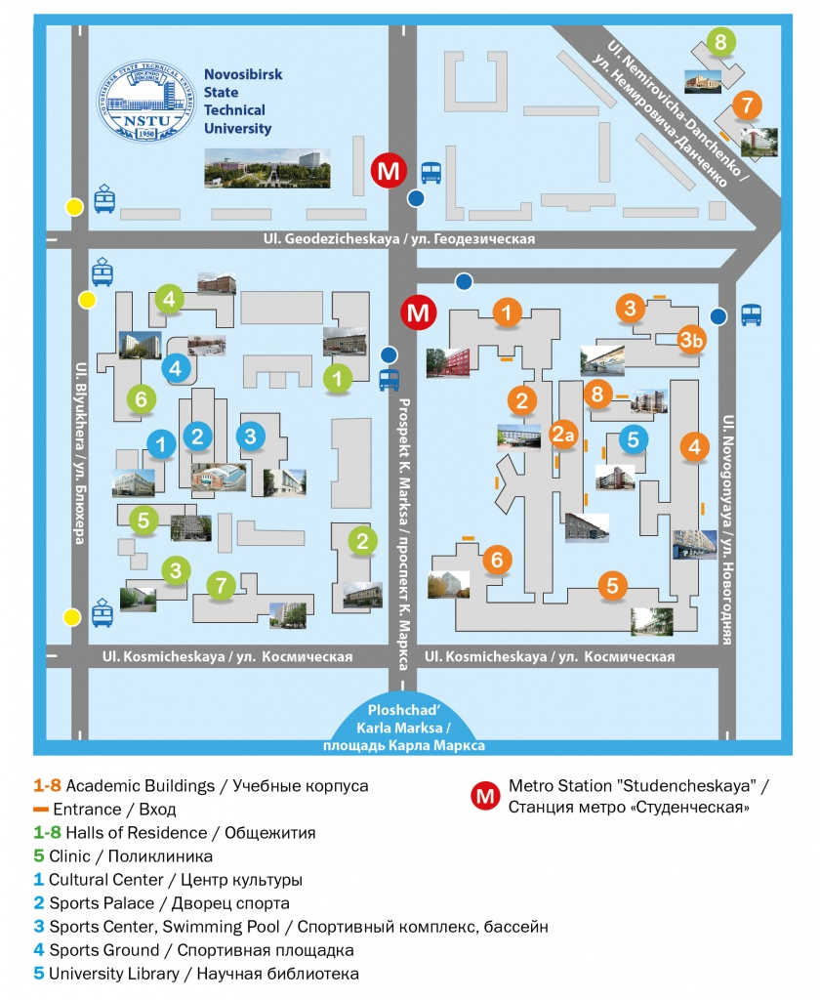 NOVOSIBIRSK STATE TECHNICAL UNIVERSITY
NSTU
1950
Novosibirsk
State
Technical
University
Ul. Nemirovicha-Danchenko /
ул. Немировича-Данченко
8
7
M
Ul. Geodezicheskaya / ул. Геодезическая
M
4
4
6
1
1
2
3
5
2
3
7
Ul. Blyukhera / ул. Блюхера
Prospekt K. Marksa / проспект К. Маркса
1
3
3b
2
8
2a
5
4
6
5
Ul. Novogonyaya / ул. Новогодняя
Ul. Kosmicheskaya / ул. Космическая
Ul. Kosmicheskaya / ул. Космическая
Ploshchad'
Karla Marksa /
площадь Карла Маркса
1-8 Academic Buildings / Учебные корпуса
Entrance / Вход
1-8 Halls of Residence / Общежития
5 Clinic / Поликлиника
1 Cultural Center / Центр культуры
2 Sports Palace / Дворец спорта
3 Sports Center, Swimming Pool / Спортивный комплекс, бассейн
4 Sports Ground / Спортивная площадка
5 University Library / Научная библиотека
M
Metro Station "Studencheskaya" /
Станция метро «Студенческая»